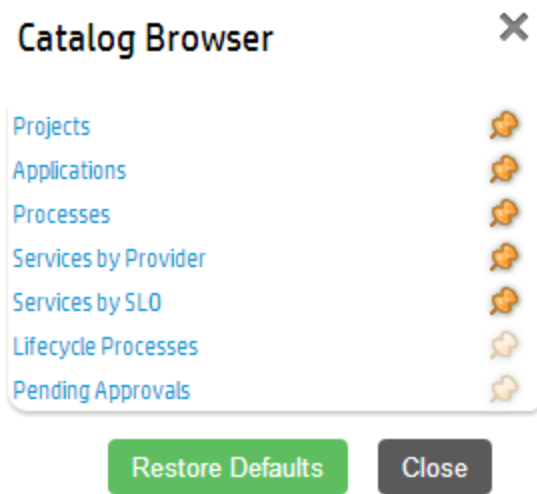 Catalog Browser
Projects
Applications
Processes
Services by Provider
Services by SLO
Lifecycle Processes
Pending Approvals
Restore Defaults Close